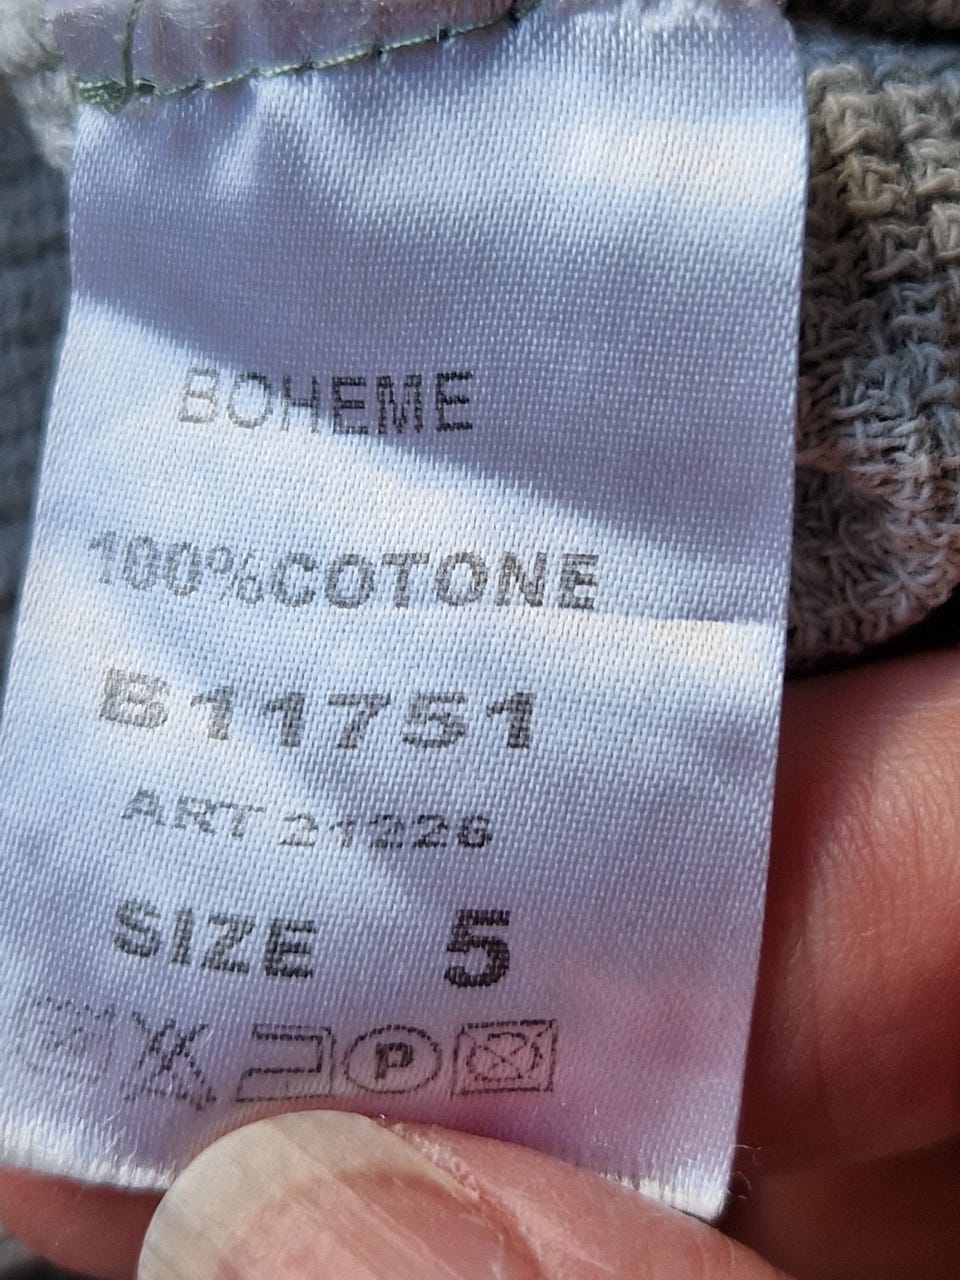 BOHEME
100%COTONE
B11751
ART 21226
SIZE 5
P